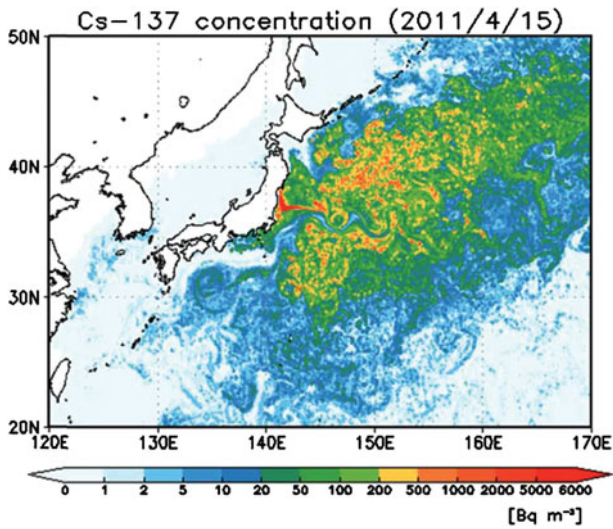 Cs-137 concentration (2011/4/15)
50N
40N
30N
20N
120E 130E 140E 150E 160E 170E
0 1 2 5 10 20 50 100 200 500 1000 2000 5000 6000
[Bq m⁻³]